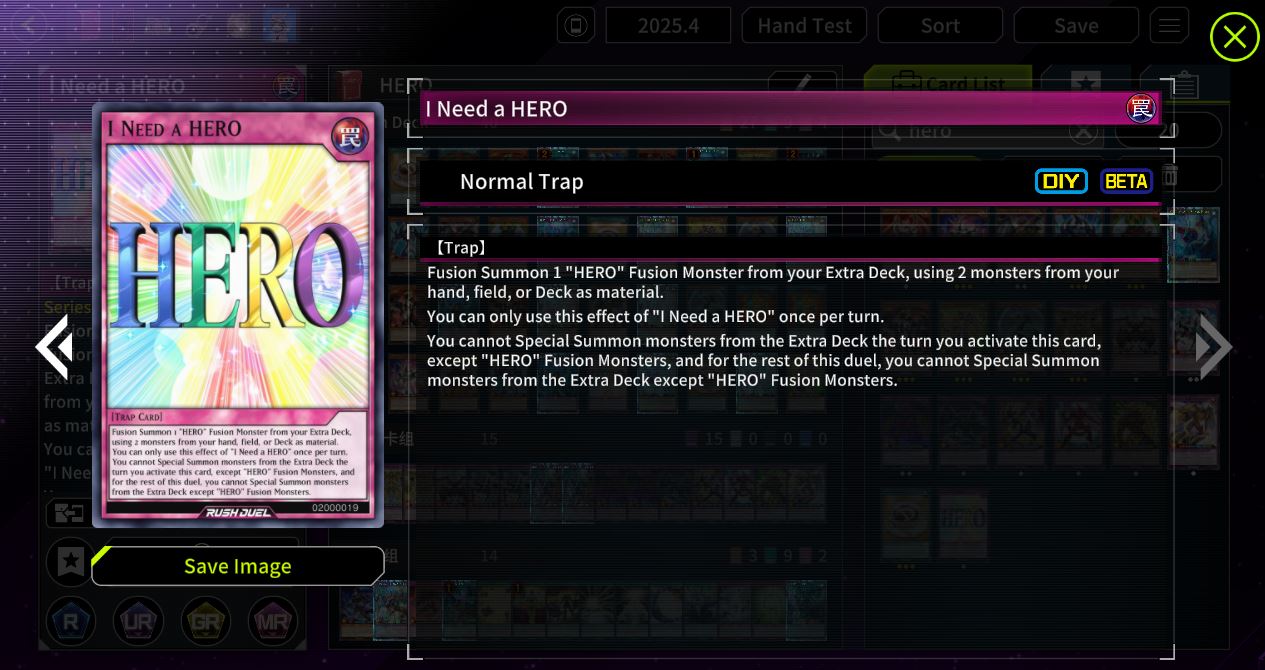 2025.4
Hand Test
Sort
Save
I Need a HERO
罠
HERO
Card List
I Need a HERO
罠
hero
Normal Trap
DIY
BETA
【Trap】
Fusion Summon 1 "HERO" Fusion Monster from your Extra Deck, using 2 monsters from your
hand, field, or Deck as material.
You can only use this effect of "I Need a HERO" once per turn.
You cannot Special Summon monsters from the Extra Deck the turn you activate this card,
except "HERO" Fusion Monsters, and for the rest of this duel, you cannot Special Summon
monsters from the Extra Deck except "HERO" Fusion Monsters.
I Need a HERO
罠
HERO
[Trap Card]
Fusion Summon 1 "HERO" Fusion Monster from your Extra Deck,
using 2 monsters from your hand, field, or Deck as material.
You can only use this effect of "I Need a HERO" once per turn.
You cannot Special Summon monsters from the Extra Deck the
turn you activate this card, except "HERO" Fusion Monsters, and
for the rest of this duel, you cannot Special Summon monsters
from the Extra Deck except "HERO" Fusion Monsters.
RUSH DUEL
02000019
Save Image
卡组
15
15
0
0
0
组
14
3
9
2
R
UR
GR
MR